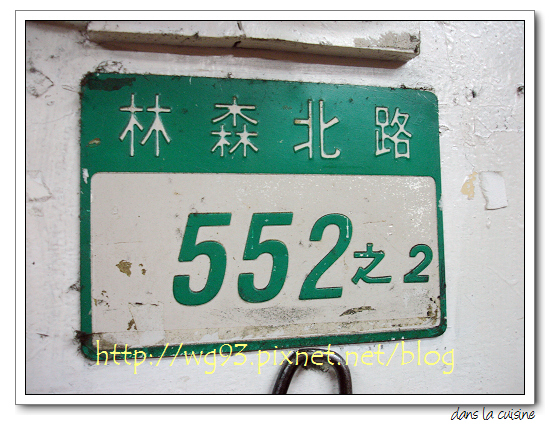 林森北路
552之2
http://wg93.pixnet.net/blog
dans la cuisine